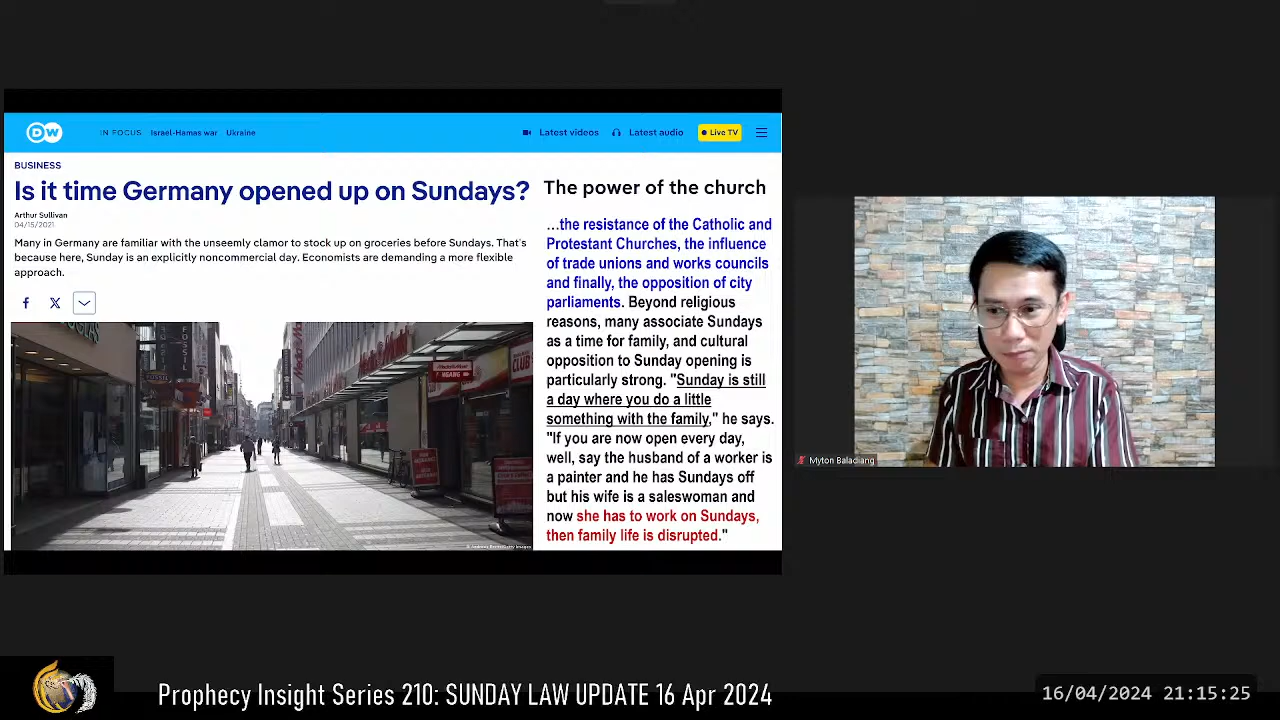 DW
IN FOCUS Israel-Hamas war Ukraine
Latest videos Latest audio Live TV
BUSINESS
Is it time Germany opened up on Sundays?
Arthur Sullivan
04/15/2021
Many in Germany are familiar with the unseemly clamor to stock up on groceries before Sundays. That's
because here, Sunday is an explicitly noncommercial day. Economists are demanding a more flexible
approach.
The power of the church
...the resistance of the Catholic and
Protestant Churches, the influence
of trade unions and works councils
and finally, the opposition of city
parliaments. Beyond religious
reasons, many associate Sundays
as a time for family, and cultural
opposition to Sunday opening is
particularly strong. "Sunday is still
a day where you do a little
something with the family," he says.
"If you are now open every day,
well, say the husband of a worker is
a painter and he has Sundays off
but his wife is a saleswoman and
now she has to work on Sundays,
then family life is disrupted."
FOSSIL
CLUB
Myton Baladiang
Prophecy Insight Series 210: SUNDAY LAW UPDATE 16 Apr 2024
16/04/2024 21:15:25